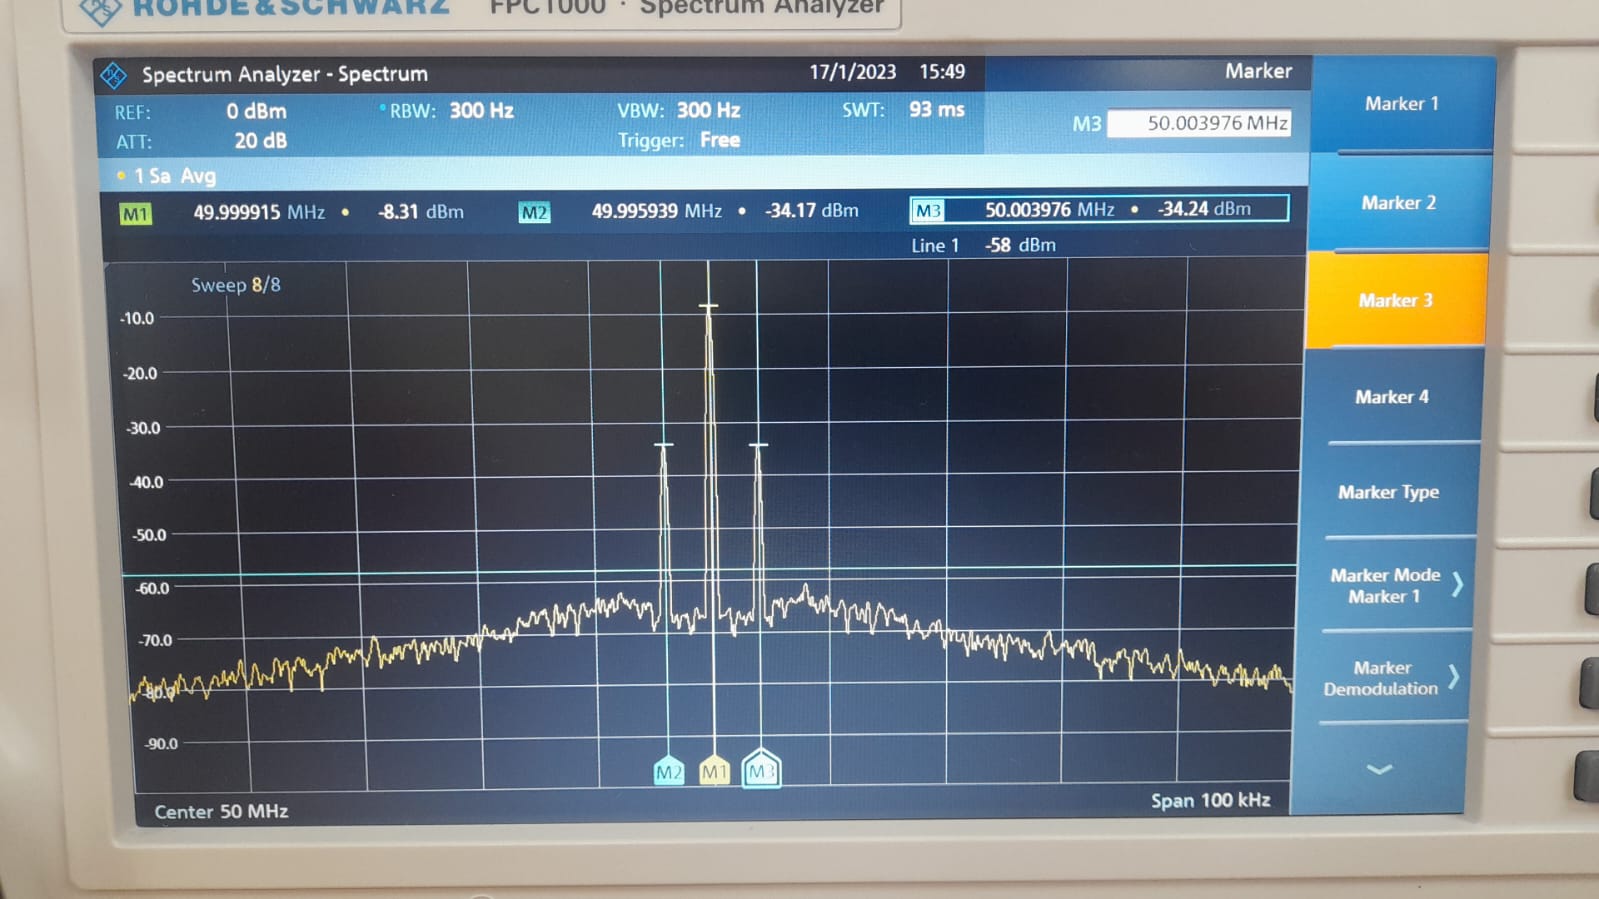 ROHDE&SCHWARZ FPC1000 · Spectrum Analyzer
Spectrum Analyzer - Spectrum 17/1/2023 15:49 Marker
REF: 0 dBm RBW: 300 Hz VBW: 300 Hz SWT: 93 ms
ATT: 20 dB Trigger: Free M3 50.003976 MHz
1 Sa Avg
M1 49.999915 MHz • -8.31 dBm M2 49.995939 MHz • -34.17 dBm M3 50.003976 MHz • -34.24 dBm
Line 1 -58 dBm
Sweep 8/8
-10.0
-20.0
-30.0
-40.0
-50.0
-60.0
-70.0
-80.0
-90.0
M2 M1 M3
Center 50 MHz Span 100 kHz
Marker 1
Marker 2
Marker 3
Marker 4
Marker Type
Marker Mode
Marker 1
Marker
Demodulation